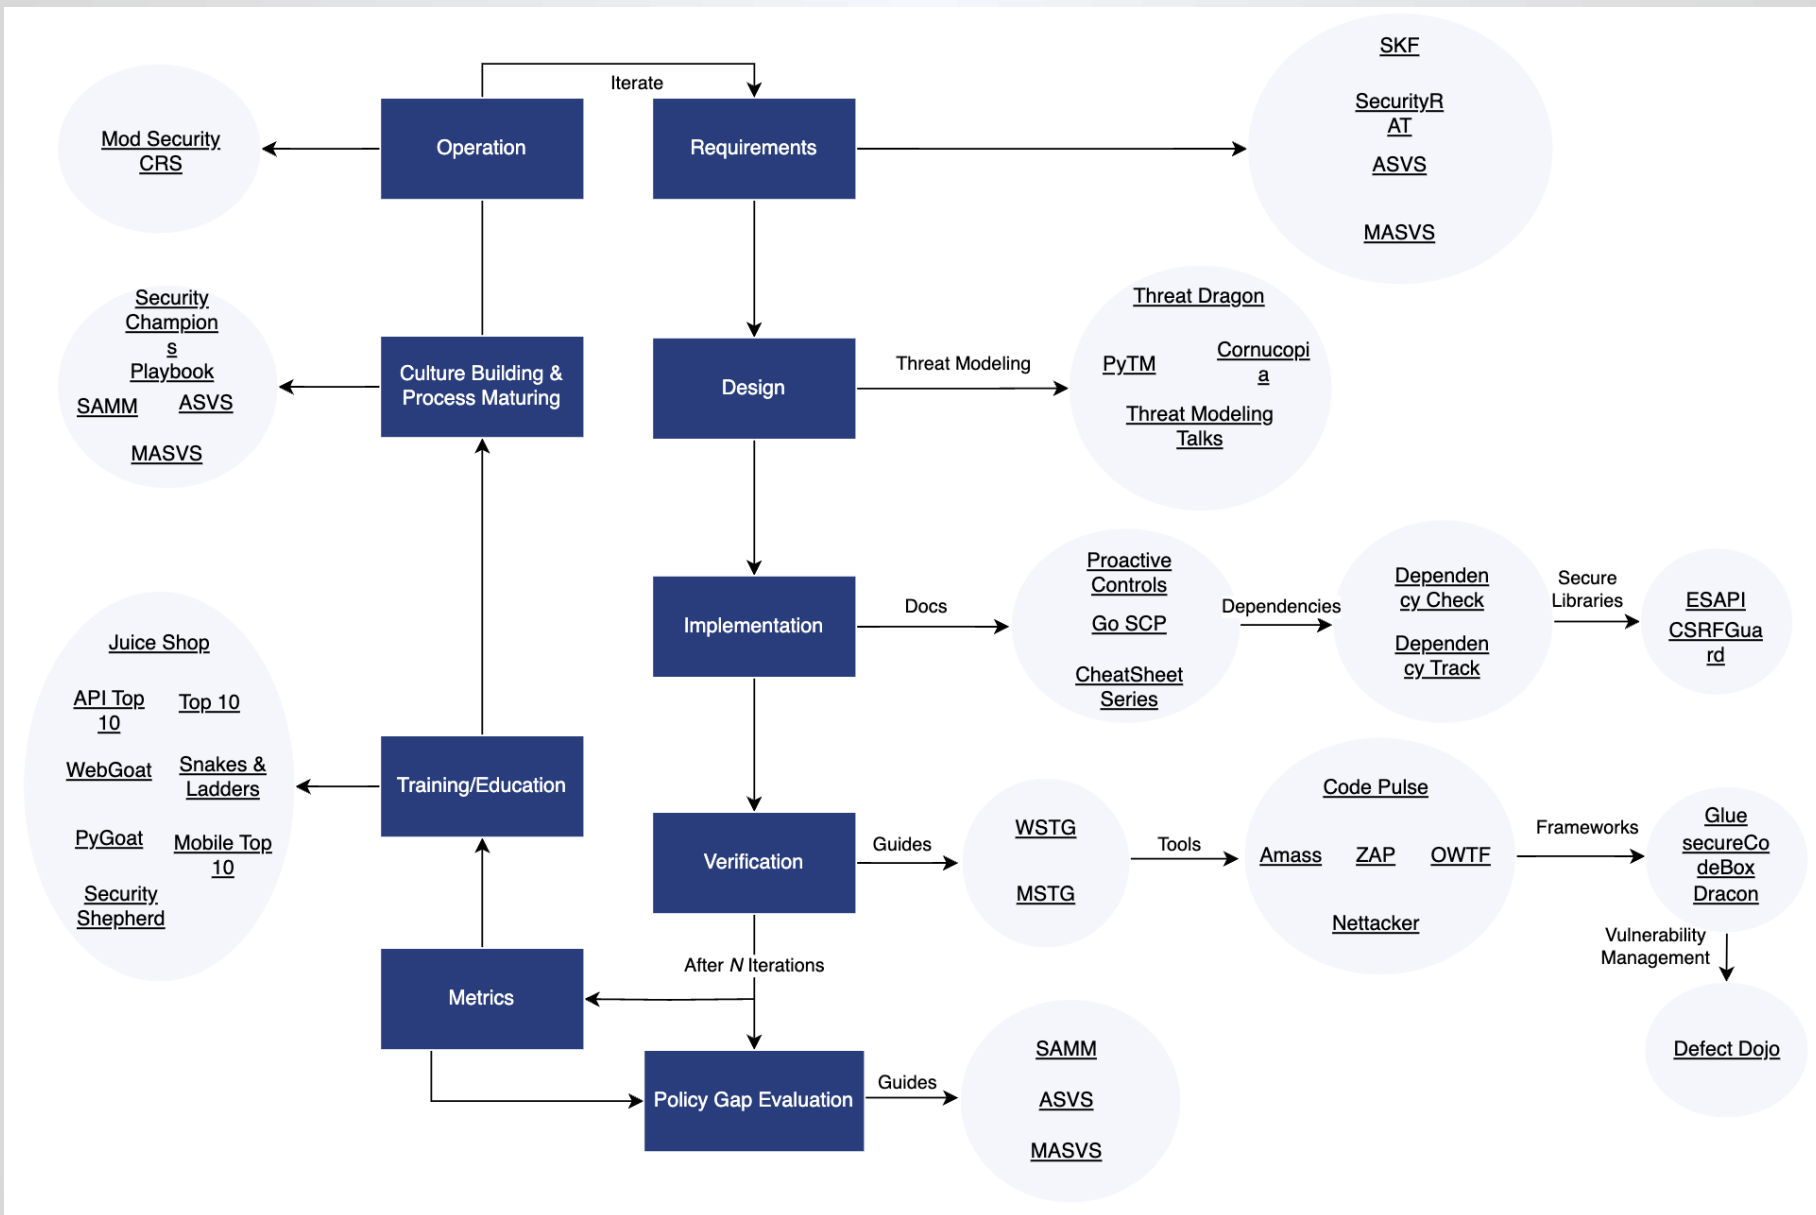 Iterate
Operation
Requirements
Mod Security
CRS
SKF
SecurityR
AT
ASVS
MASVS
Security
Champion
s
Playbook
SAMM
ASVS
MASVS
Culture Building &
Process Maturing
Design
Threat Modeling
Threat Dragon
PyTM
Cornucopi
a
Threat Modeling
Talks
Implementation
Docs
Proactive
Controls
Go SCP
CheatSheet
Series
Dependencies
Dependen
cy Check
Dependen
cy Track
Secure
Libraries
ESAPI
CSRFGua
rd
Juice Shop
API Top
10
Top 10
WebGoat
Snakes &
Ladders
PyGoat
Mobile Top
10
Security
Shepherd
Training/Education
Verification
Guides
WSTG
MSTG
Tools
Code Pulse
Amass
ZAP
OWTF
Nettacker
Frameworks
Glue
secureCo
deBox
Dracon
Vulnerability
Management
Defect Dojo
After N Iterations
Metrics
Policy Gap Evaluation
Guides
SAMM
ASVS
MASVS